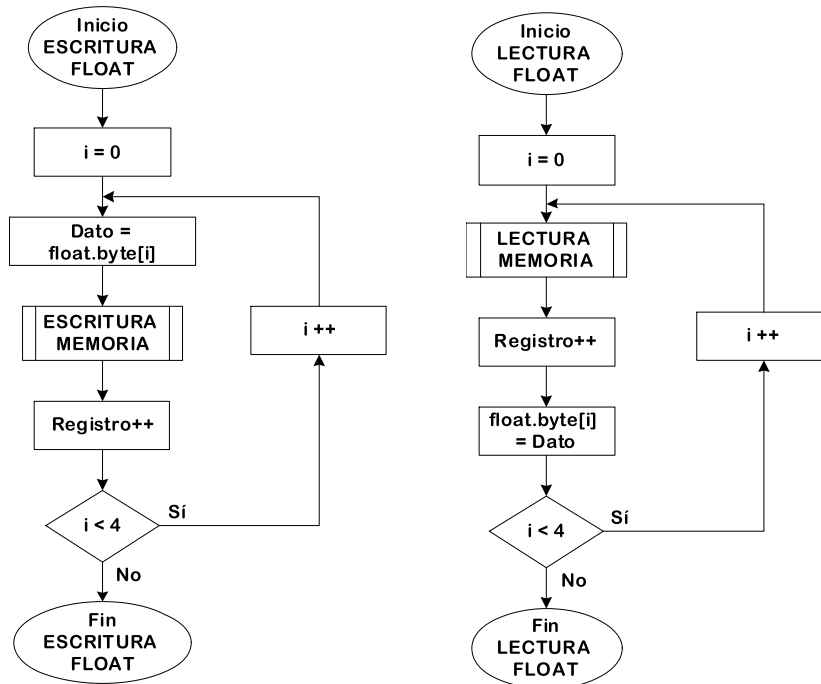 Inicio
ESCRITURA
FLOAT
i = 0
Dato =
float.byte[i]
ESCRITURA
MEMORIA
i ++
Registro++
i < 4
Sí
No
Fin
ESCRITURA
FLOAT
Inicio
LECTURA
FLOAT
i = 0
LECTURA
MEMORIA
Registro++
i ++
float.byte[i]
= Dato
i < 4
Sí
No
Fin
LECTURA
FLOAT